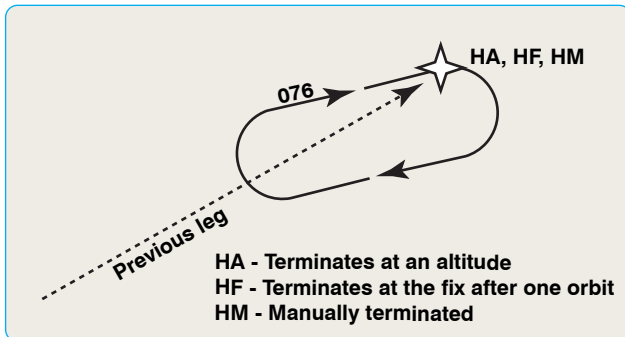 HA, HF, HM
076
Previous leg
HA - Terminates at an altitude
HF - Terminates at the fix after one orbit
HM - Manually terminated